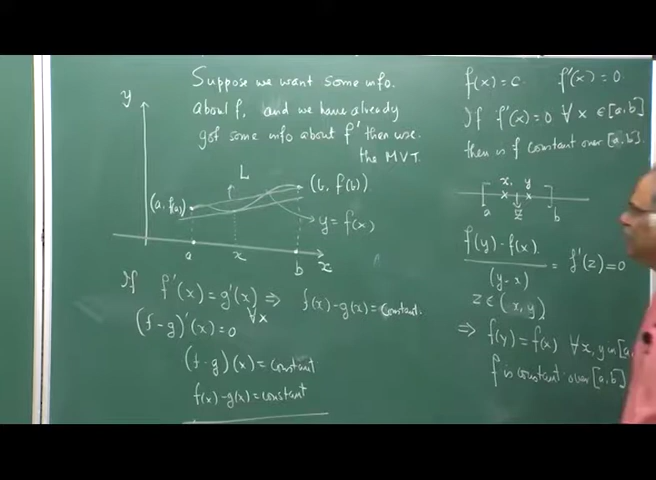 Suppose we want some info.
about f, and we have already
got some info about f' then use
the MVT.
y
L
(a, f(a))
(b, f(b))
y = f(x)
a
x
b
x
If f'(x) = g'(x) ⇒ f(x) - g(x) = Constant.
∀x
(f-g)'(x) = 0
(f-g)(x) = constant
f(x) - g(x) = constant
f(x) = c. f'(x) = 0.
If f'(x) = 0 ∀ x ∈ [a, b]
then is f constant over [a, b].
x, y
a
z
b
f(y) - f(x)
(y-x)
= f'(z) = 0
z ∈ (x, y)
⇒ f(y) = f(x) ∀ x, y in [a,
f is constant over [a, b]